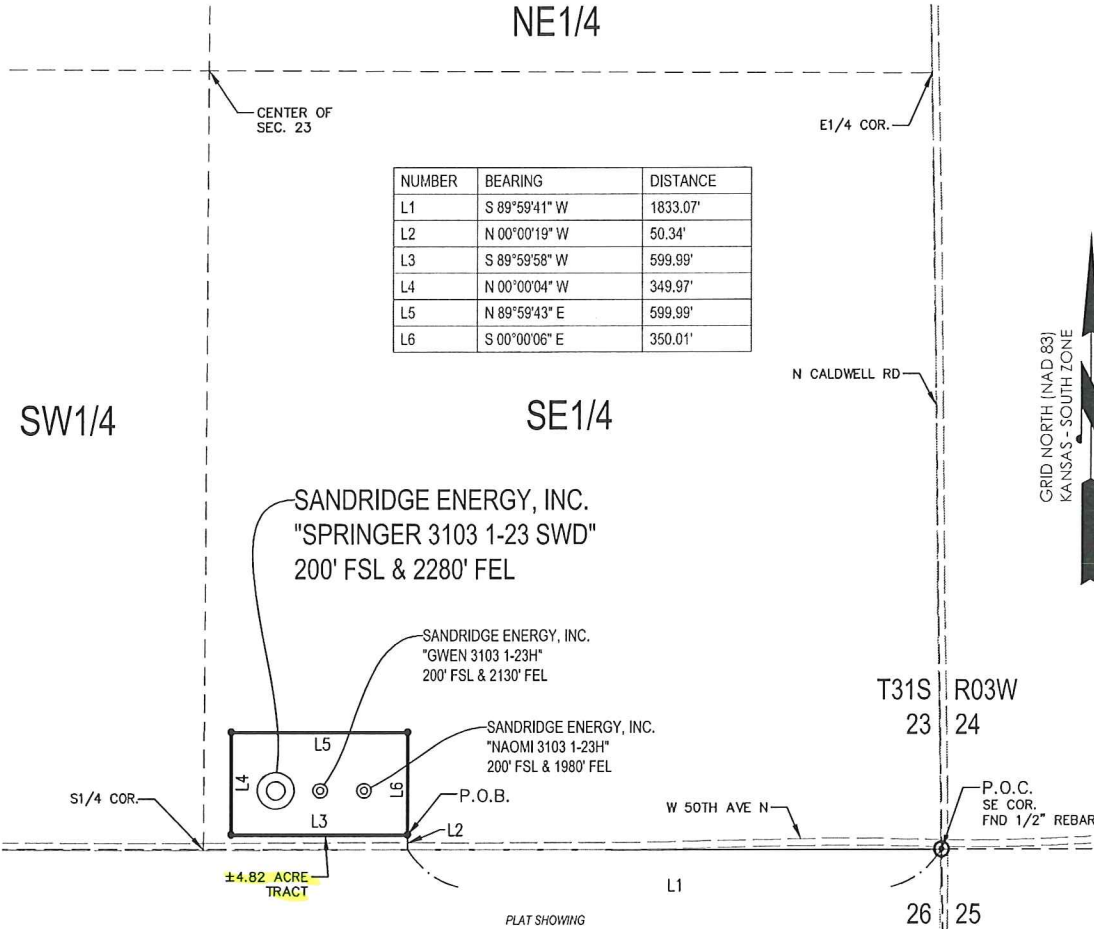 NE1/4
CENTER OF
SEC. 23
E1/4 COR.
NUMBER BEARING DISTANCE
L1 S 89°59'41" W 1833.07'
L2 N 00°00'19" W 50.34'
L3 S 89°59'58" W 599.99'
L4 N 00°00'04" W 349.97'
L5 N 89°59'43" E 599.99'
L6 S 00°00'06" E 350.01'
N CALDWELL RD
GRID NORTH (NAD 83)
KANSAS - SOUTH ZONE
SW1/4
SE1/4
SANDRIDGE ENERGY, INC.
"SPRINGER 3103 1-23 SWD"
200' FSL & 2280' FEL
SANDRIDGE ENERGY, INC.
"GWEN 3103 1-23H"
200' FSL & 2130' FEL
T31S R03W
23 24
SANDRIDGE ENERGY, INC.
"NAOMI 3103 1-23H"
200' FSL & 1980' FEL
L5
L4
L6
L3
S1/4 COR.
P.O.B.
L2
W 50TH AVE N
P.O.C.
SE COR.
FND 1/2" REBAR
±4.82 ACRE
TRACT
L1
PLAT SHOWING
26 25